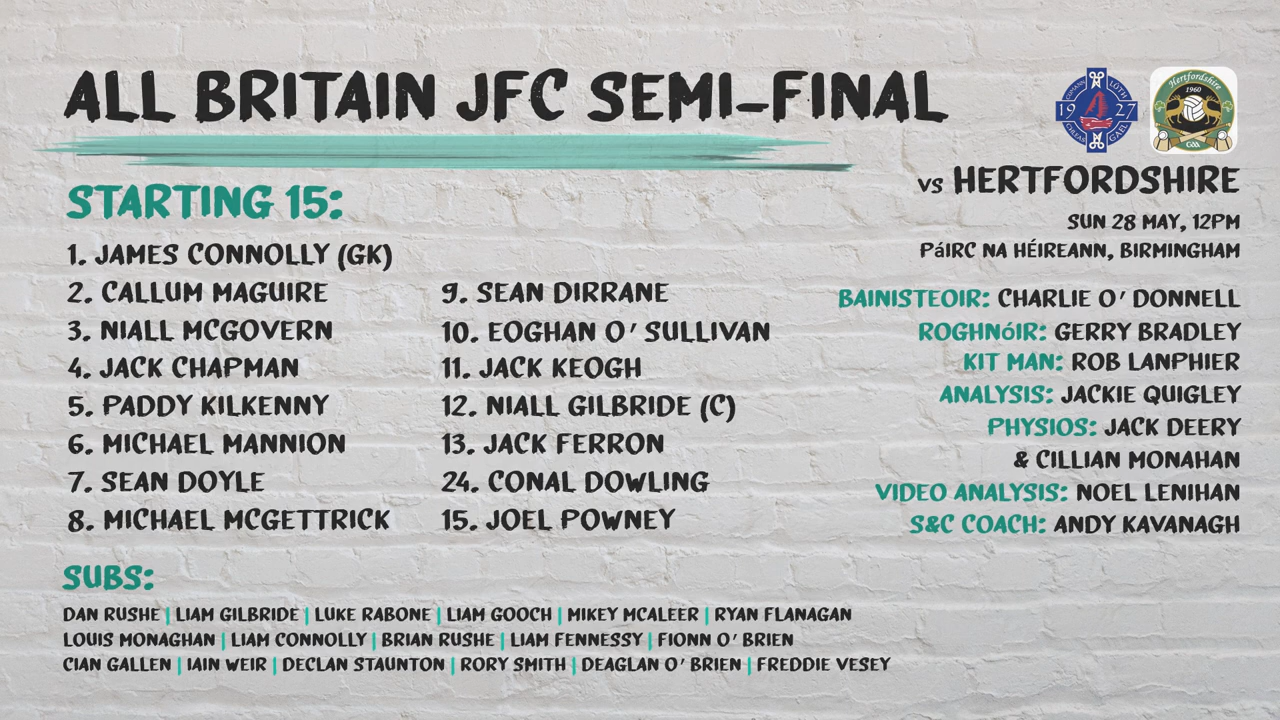 ALL BRITAIN JFC SEMI-FINAL
1927
Hertfordshire
1960
GAA
vs HERTFORDSHIRE
SUN 28 MAY, 12PM
PáIRC NA HÉIREANN, BIRMINGHAM
STARTING 15:
1. JAMES CONNOLLY (GK)
2. CALLUM MAGUIRE
3. NIALL MCGOVERN
4. JACK CHAPMAN
5. PADDY KILKENNY
6. MICHAEL MANNION
7. SEAN DOYLE
8. MICHAEL MCGETTRICK
9. SEAN DIRRANE
10. EOGHAN O' SULLIVAN
11. JACK KEOGH
12. NIALL GILBRIDE (C)
13. JACK FERRON
24. CONAL DOWLING
15. JOEL POWNEY
BAINISTEOIR: CHARLIE O' DONNELL
ROGHNóIR: GERRY BRADLEY
KIT MAN: ROB LANPHIER
ANALYSIS: JACKIE QUIGLEY
PHYSIOS: JACK DEERY
& CILLIAN MONAHAN
VIDEO ANALYSIS: NOEL LENIHAN
S&C COACH: ANDY KAVANAGH
SUBS:
DAN RUSHE | LIAM GILBRIDE | LUKE RABONE | LIAM GOOCH | MIKEY MCALEER | RYAN FLANAGAN
LOUIS MONAGHAN | LIAM CONNOLLY | BRIAN RUSHE | LIAM FENNESSY | FIONN O' BRIEN
CIAN GALLEN | IAIN WEIR | DECLAN STAUNTON | RORY SMITH | DEAGLAN O' BRIEN | FREDDIE VESEY